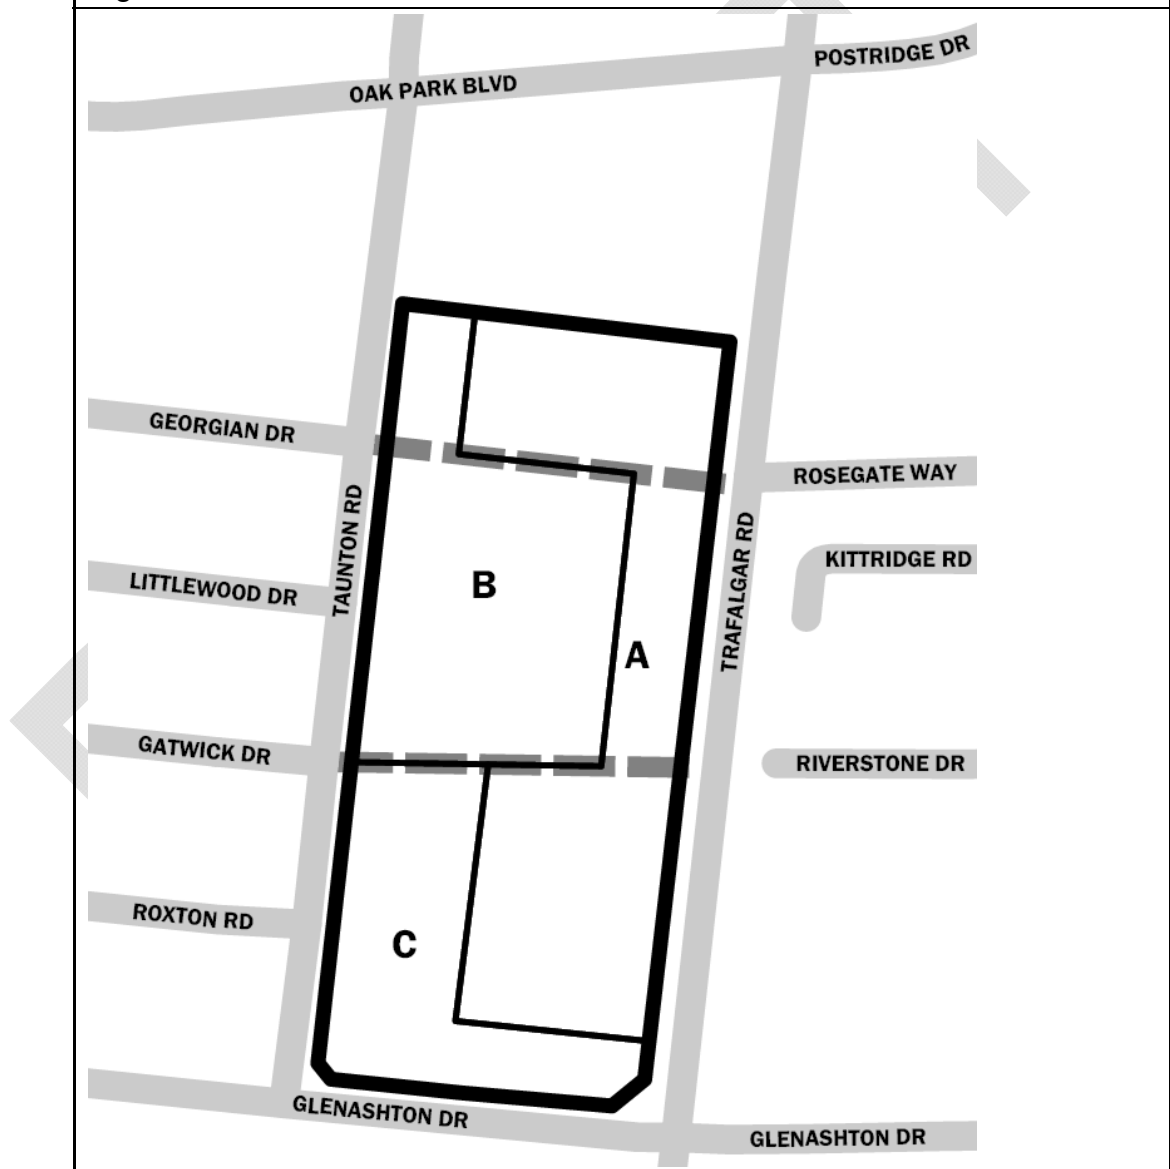 POSTRIDGE DR
OAK PARK BLVD
GEORGIAN DR
ROSEGATE WAY
TAUNTON RD
TRAFALGAR RD
KITTRIDGE RD
LITTLEWOOD DR
B
A
GATWICK DR
RIVERSTONE DR
ROXTON RD
C
GLENASHTON DR
GLENASHTON DR